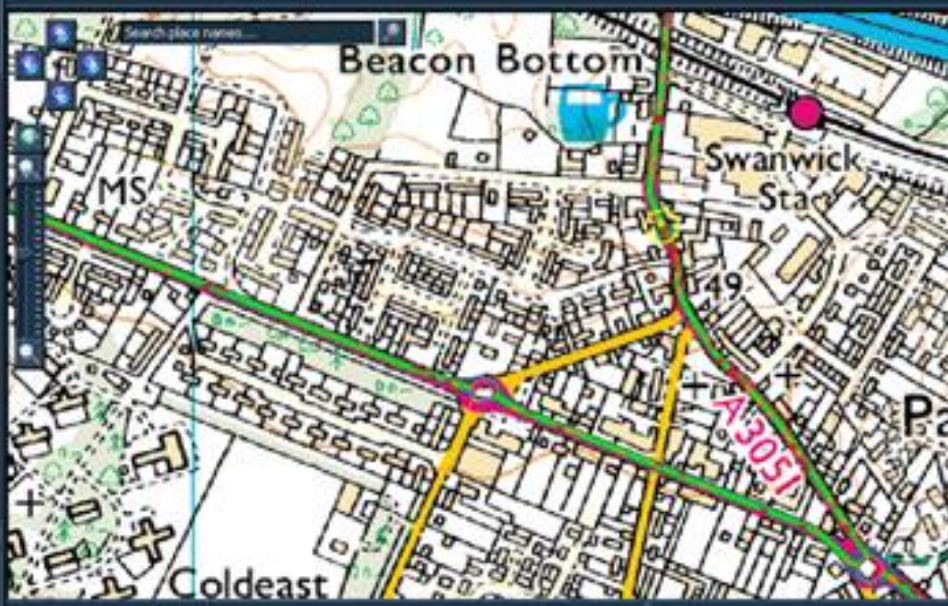 Search place names....
Beacon Bottom
Swanwick
Sta
MS
49
A3051
Coldeast